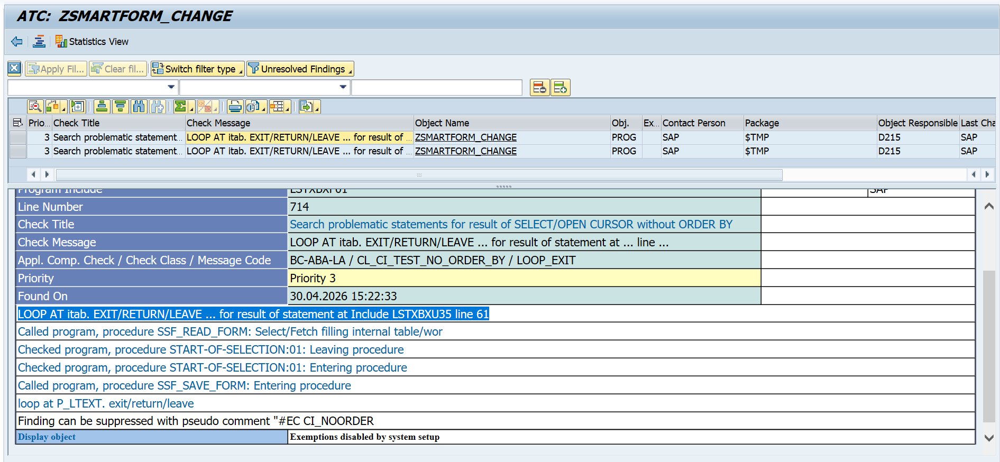 ATC: ZSMARTFORM_CHANGE
Statistics View
Apply Fil... Clear fil... Switch filter type Unresolved Findings
Prio... Check Title Check Message Object Name Obj. Ex... Contact Person Package Object Responsible Last Cha
3 Search problematic statement... LOOP AT itab. EXIT/RETURN/LEAVE ... for result of ... ZSMARTFORM_CHANGE PROG SAP $TMP D215 SAP
3 Search problematic statement... LOOP AT itab. EXIT/RETURN/LEAVE ... for result of ... ZSMARTFORM_CHANGE PROG SAP $TMP D215 SAP
Program Include LSTXBXF01 SAP
Line Number 714
Check Title Search problematic statements for result of SELECT/OPEN CURSOR without ORDER BY
Check Message LOOP AT itab. EXIT/RETURN/LEAVE ... for result of statement at ... line ...
Appl. Comp. Check / Check Class / Message Code BC-ABA-LA / CL_CI_TEST_NO_ORDER_BY / LOOP_EXIT
Priority Priority 3
Found On 30.04.2026 15:22:33
LOOP AT itab. EXIT/RETURN/LEAVE ... for result of statement at Include LSTXBXU35 line 61
Called program, procedure SSF_READ_FORM: Select/Fetch filling internal table/wor
Checked program, procedure START-OF-SELECTION:01: Leaving procedure
Checked program, procedure START-OF-SELECTION:01: Entering procedure
Called program, procedure SSF_SAVE_FORM: Entering procedure
loop at P_LTEXT. exit/return/leave
Finding can be suppressed with pseudo comment "#EC CI_NOORDER
Display object Exemptions disabled by system setup